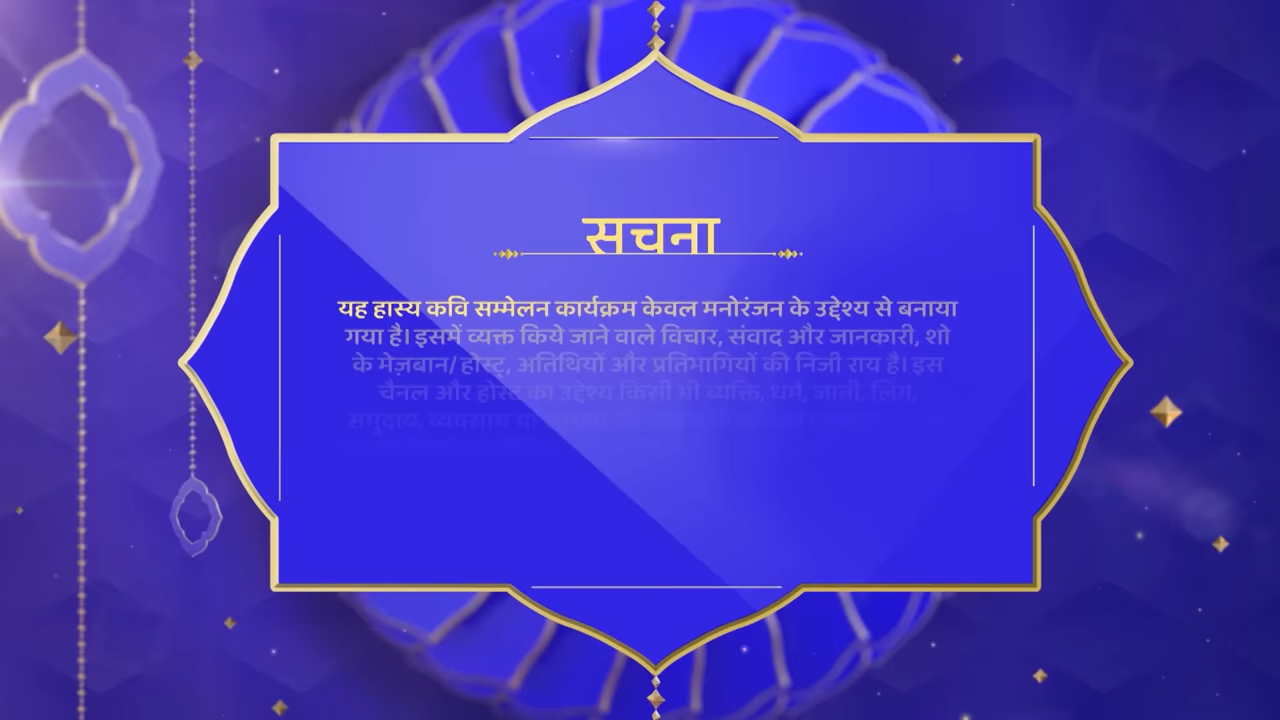 सूचना
यह हास्य कवि सम्मेलन कार्यक्रम केवल मनोरंजन के उद्देश्य से बनाया
गया है। इसमें व्यक्त किये जाने वाले विचार, संवाद और जानकारी, शो
के मेज़बान/होस्ट, अतिथियों और प्रतिभागियों की निजी राय है। इस
चैनल और होस्ट का उद्देश्य किसी भी व्यक्ति, धर्म, जाती, लिंग,
समुदाय, व्यवसाय या